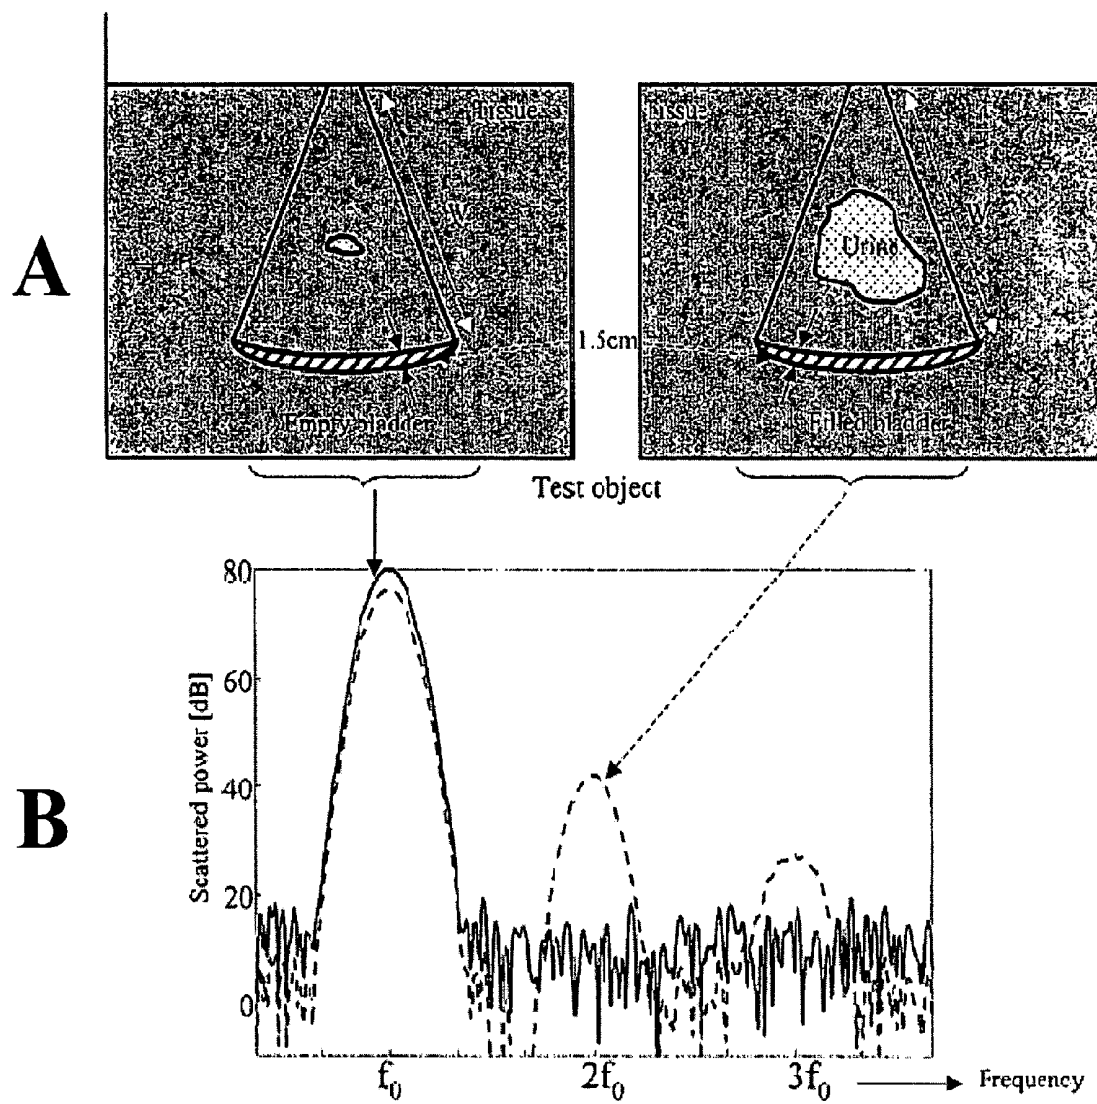 A
Tissue
Tissue
W
W
Urine
1.5cm
Empty bladder
Filled bladder
Test object
B
Scattered power [dB]
80
60
40
20
0
f₀
2f₀
3f₀
Frequency